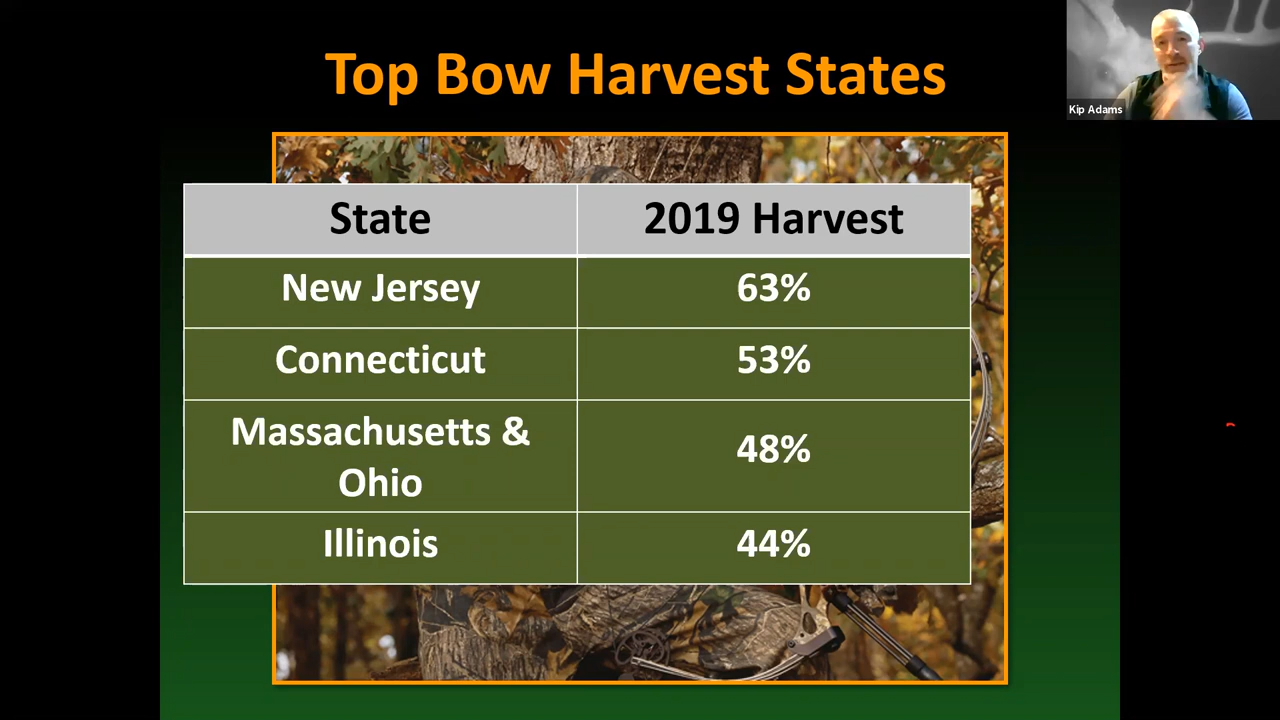 Top Bow Harvest States
Kip Adams
State
2019 Harvest
New Jersey
63%
Connecticut
53%
Massachusetts &
Ohio
48%
Illinois
44%